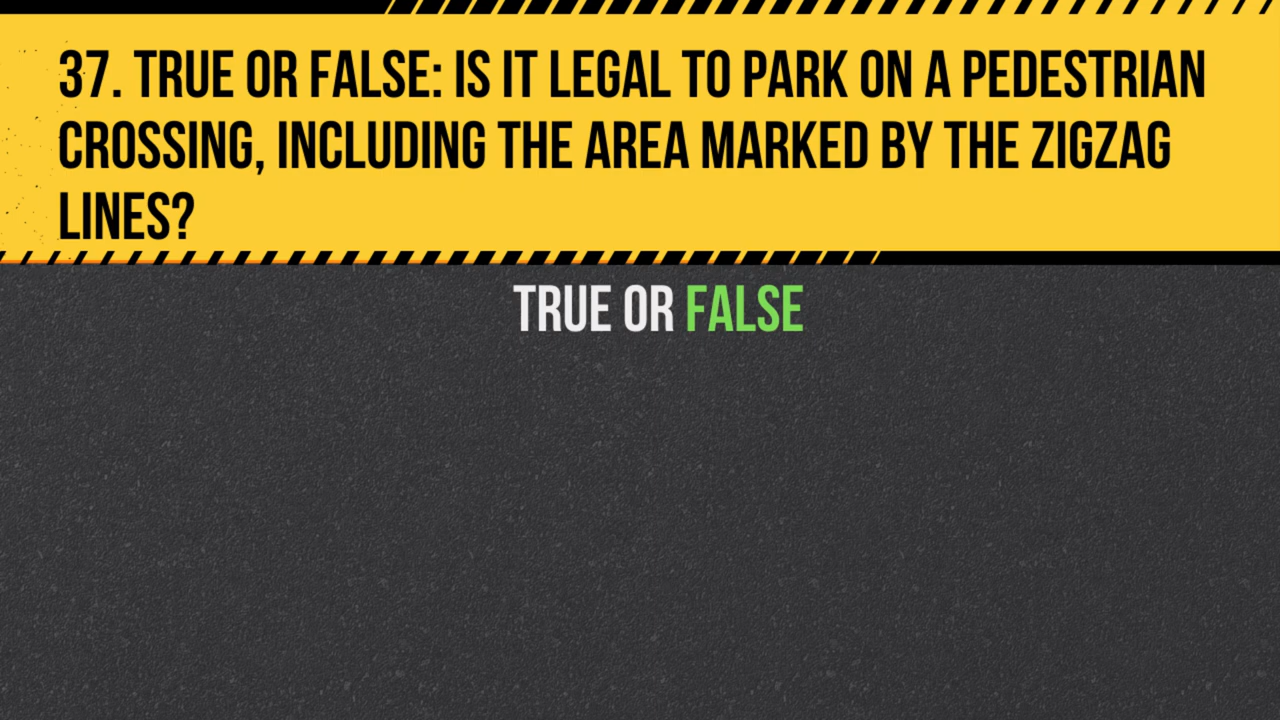 37. TRUE OR FALSE: IS IT LEGAL TO PARK ON A PEDESTRIAN
CROSSING, INCLUDING THE AREA MARKED BY THE ZIGZAG
LINES?
TRUE OR FALSE